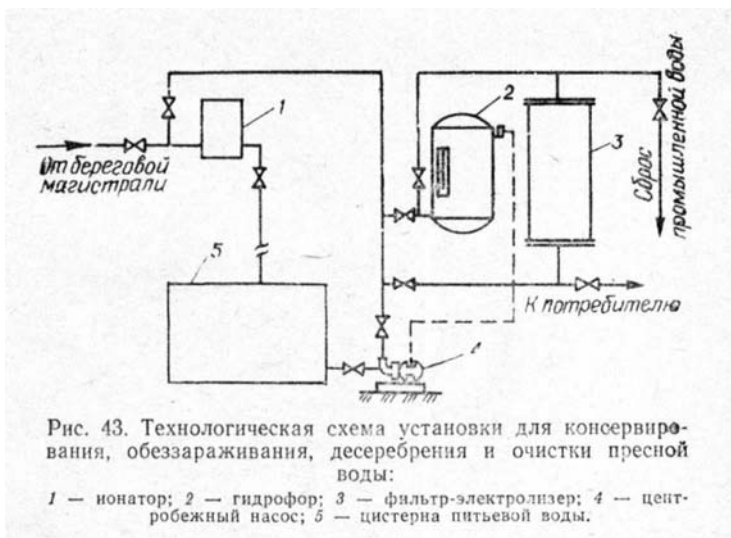 1
2
3
От береговой
магистрали
Сброс
промышленной воды
5
К потребителю
Рис. 43. Технологическая схема установки для консервиро-
вания, обеззараживания, десеребрения и очистки пресной
воды:
1 — ионатор; 2 — гидрофор; 3 — фильтр-электролизер; 4 — цент-
робежный насос; 5 — цистерна питьевой воды.